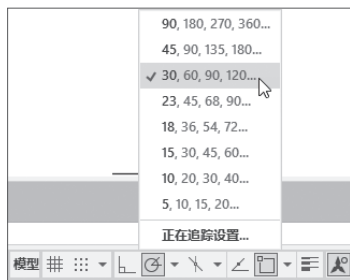 90, 180, 270, 360...
45, 90, 135, 180...
30, 60, 90, 120...
23, 45, 68, 90...
18, 36, 54, 72...
15, 30, 45, 60...
10, 20, 30, 40...
5, 10, 15, 20...
正在追踪设置...
模型